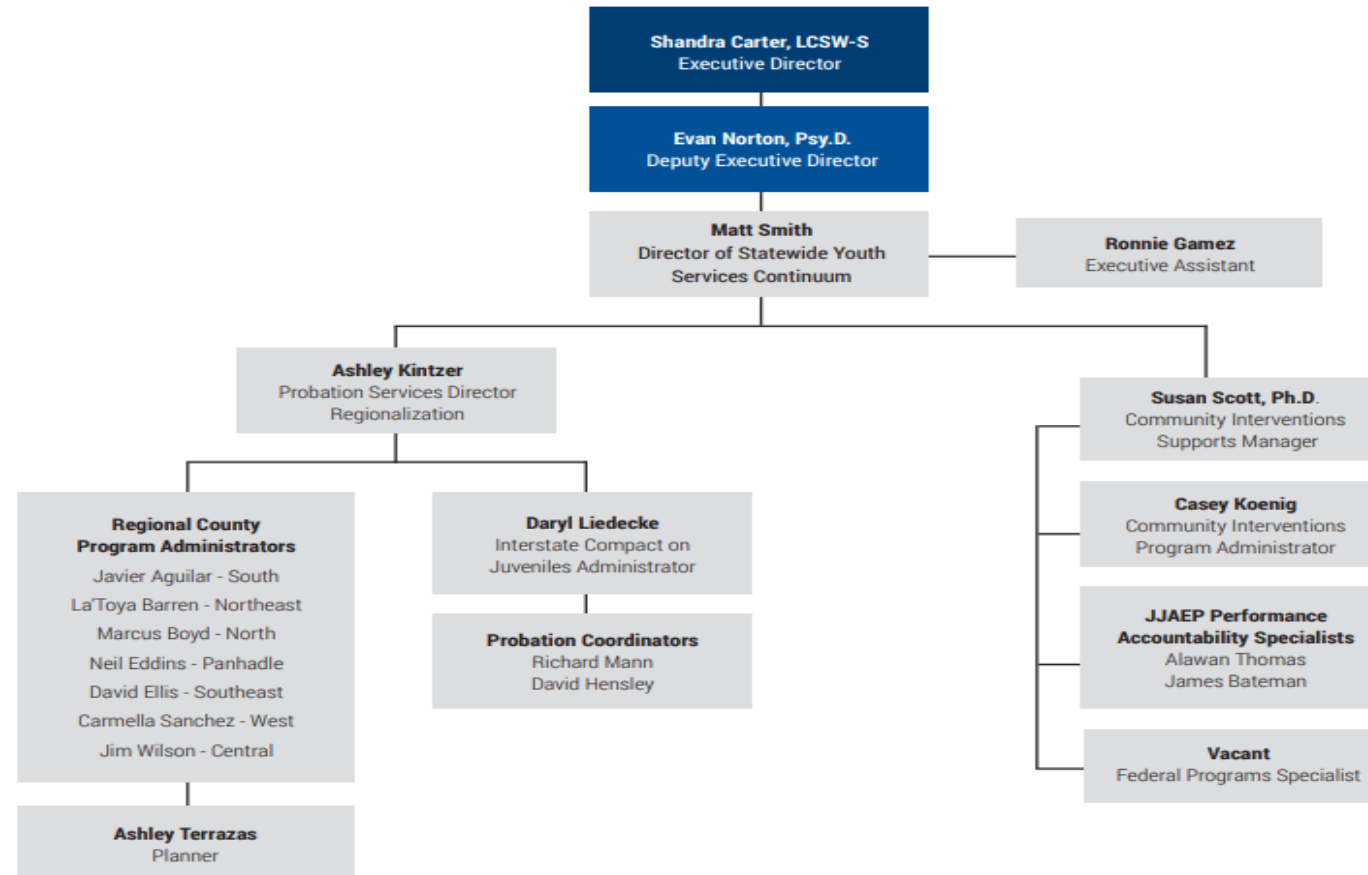 Shandra Carter, LCSW-S
Executive Director
Evan Norton, Psy.D.
Deputy Executive Director
Matt Smith
Director of Statewide Youth
Services Continuum
Ronnie Gamez
Executive Assistant
Ashley Kintzer
Probation Services Director
Regionalization
Regional County
Program Administrators
Javier Aguilar - South
La'Toya Barren - Northeast
Marcus Boyd - North
Neil Eddins - Panhadle
David Ellis - Southeast
Carmella Sanchez - West
Jim Wilson - Central
Ashley Terrazas
Planner
Daryl Liedecke
Interstate Compact on
Juveniles Administrator
Probation Coordinators
Richard Mann
David Hensley
Susan Scott, Ph.D.
Community Interventions
Supports Manager
Casey Koenig
Community Interventions
Program Administrator
JJAEP Performance
Accountability Specialists
Alawan Thomas
James Bateman
Vacant
Federal Programs Specialist